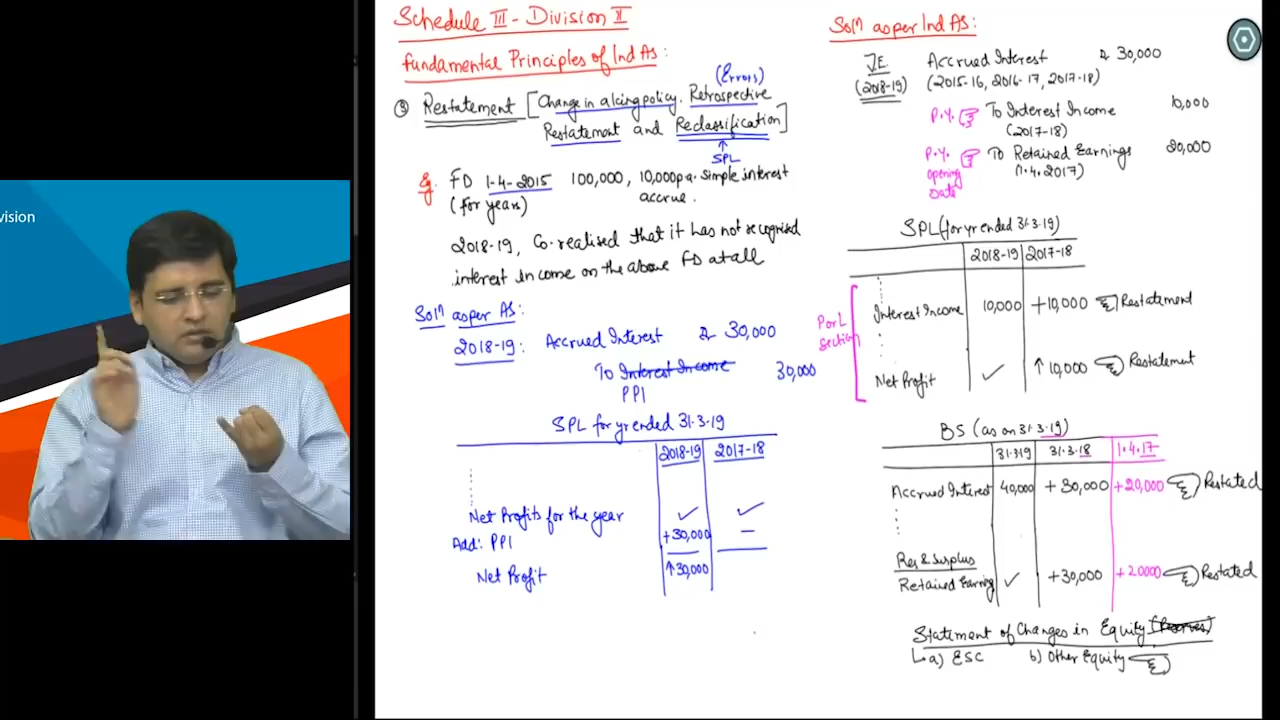 Schedule III - Division II
Fundamental Principles of Ind As:
(Errors)
③ Restatement [Change in a/cing policy. Retrospective
Restatement and Reclassification]
↑
SPL
Eg. FD 1-4-2015 100,000, 10,000 p.a. simple interest
(for years) accrue.
2018-19, Co. realised that it has not recognised
interest income on the above FD at all
Soln as per AS:
2018-19: Accrued Interest Dr 30,000
To Interest Income 30,000
PPI
SPL for yr ended 31.3.19
2018-19 2017-18
Net Profits for the year ✓ ✓
Add: PPI +30,000 –
Net Profit ↑30,000
vision
Soln as per Ind AS:
J.E. Accrued Interest Dr 30,000
(2018-19) (2015-16, 2016-17, 2017-18)
P.Y. To Interest Income 10,000
(2017-18)
P.Y. To Retained Earnings 20,000
opening (1.4.2017)
Date
SPL (for yr ended 31.3.19)
2018-19 2017-18
P or L
section
Interest Income 10,000 +10,000 Restatement
Net Profit ✓ ↑10,000 Restatement
BS (as on 31.3.19)
31.3.19 31.3.18 1.4.17
Accrued Interest 40,000 +30,000 +20,000 Restated
Res & Surplus
Retained Earning ✓ +30,000 +20000 Restated
Statement of Changes in Equity (Reserves)
↳ a) ESC b) Other Equity